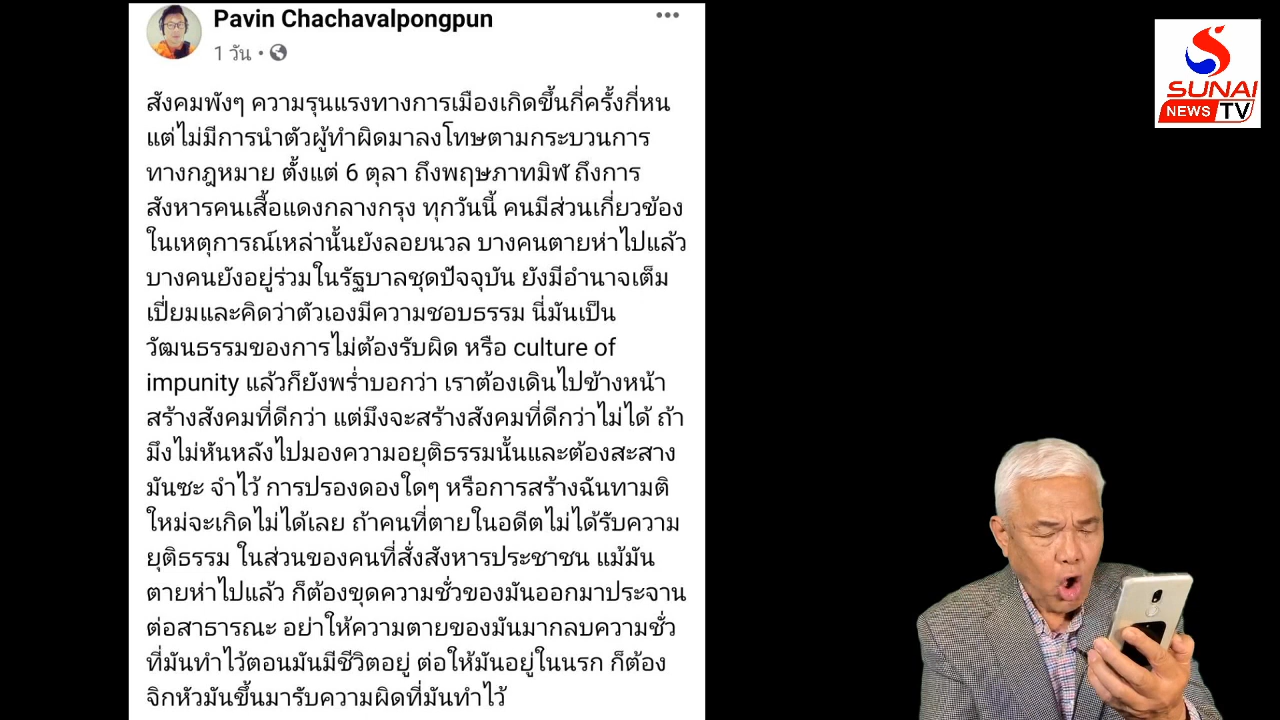 Pavin Chachavalpongpun
1 วัน
สังคมพังๆ ความรุนแรงทางการเมืองเกิดขึ้นกี่ครั้งกี่หน
แต่ไม่มีการนำตัวผู้ทำผิดมาลงโทษตามกระบวนการ
ทางกฎหมาย ตั้งแต่ 6 ตุลา ถึงพฤษภาทมิฬ ถึงการ
สังหารคนเสื้อแดงกลางกรุง ทุกวันนี้ คนมีส่วนเกี่ยวข้อง
ในเหตุการณ์เหล่านั้นยังลอยนวล บางคนตายห่าไปแล้ว
บางคนยังอยู่ร่วมในรัฐบาลชุดปัจจุบัน ยังมีอำนาจเต็ม
เปี่ยมและคิดว่าตัวเองมีความชอบธรรม นี่มันเป็น
วัฒนธรรมของการไม่ต้องรับผิด หรือ culture of
impunity แล้วก็ยังพร่ำบอกว่า เราต้องเดินไปข้างหน้า
สร้างสังคมที่ดีกว่า แต่มึงจะสร้างสังคมที่ดีกว่าไม่ได้ ถ้า
มึงไม่หันหลังไปมองความอยุติธรรมนั้นและต้องสะสาง
มันซะ จำไว้ การปรองดองใดๆ หรือการสร้างฉันทามติ
ใหม่จะเกิดไม่ได้เลย ถ้าคนที่ตายในอดีตไม่ได้รับความ
ยุติธรรม ในส่วนของคนที่สั่งสังหารประชาชน แม้มัน
ตายห่าไปแล้ว ก็ต้องขุดความชั่วของมันออกมาประจาน
ต่อสาธารณะ อย่าให้ความตายของมันมากลบความชั่ว
ที่มันทำไว้ตอนมันมีชีวิตอยู่ ต่อให้มันอยู่ในนรก ก็ต้อง
จิกหัวมันขึ้นมารับความผิดที่มันทำไว้
SUNAI
NEWS TV